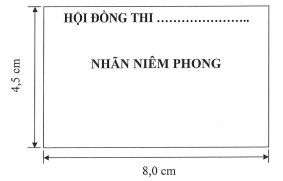 HỘI ĐỒNG THI ........................
NHÃN NIÊM PHONG
4,5 cm
8,0 cm